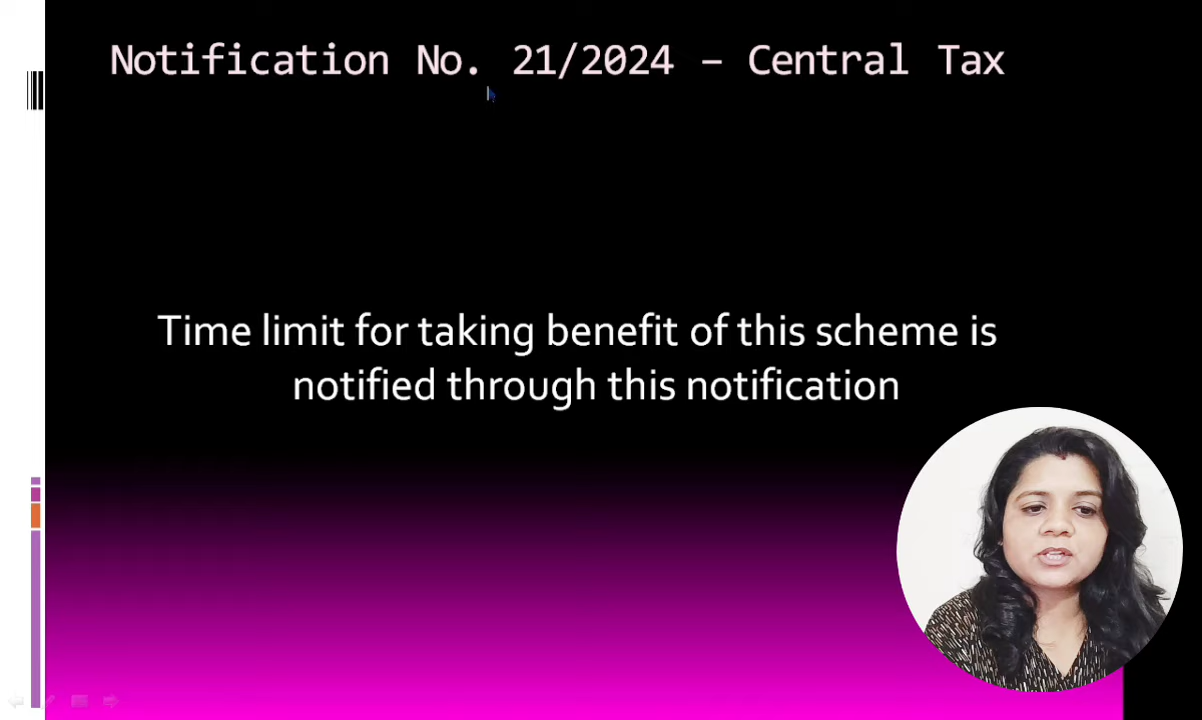 Notification No. 21/2024 – Central Tax
Time limit for taking benefit of this scheme is
notified through this notification